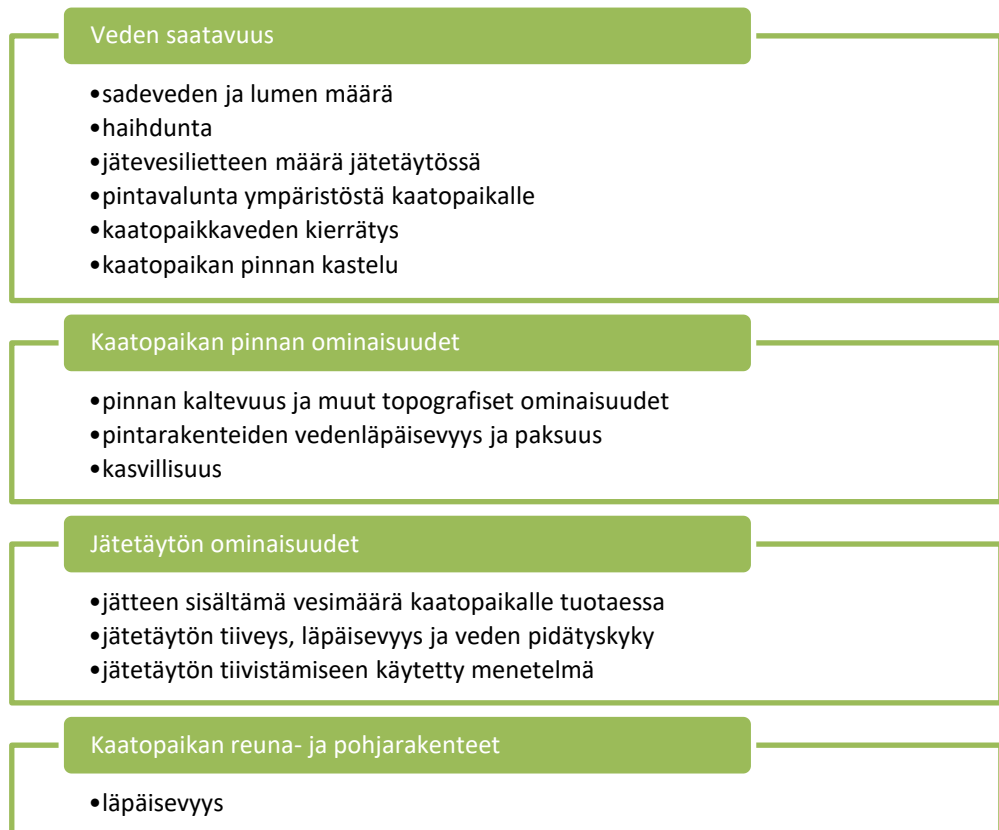 Veden saatavuus
•sadeveden ja lumen määrä
•haihdunta
•jätevesilietteen määrä jätetäytössä
•pintavalunta ympäristöstä kaatopaikalle
•kaatopaikkaveden kierrätys
•kaatopaikan pinnan kastelu
Kaatopaikan pinnan ominaisuudet
•pinnan kaltevuus ja muut topografiset ominaisuudet
•pintarakenteiden vedenläpäisevyys ja paksuus
•kasvillisuus
Jätetäytön ominaisuudet
•jätteen sisältämä vesimäärä kaatopaikalle tuotaessa
•jätetäytön tiiveys, läpäisevyys ja veden pidätyskyky
•jätetäytön tiivistämiseen käytetty menetelmä
Kaatopaikan reuna- ja pohjarakenteet
•läpäisevyys